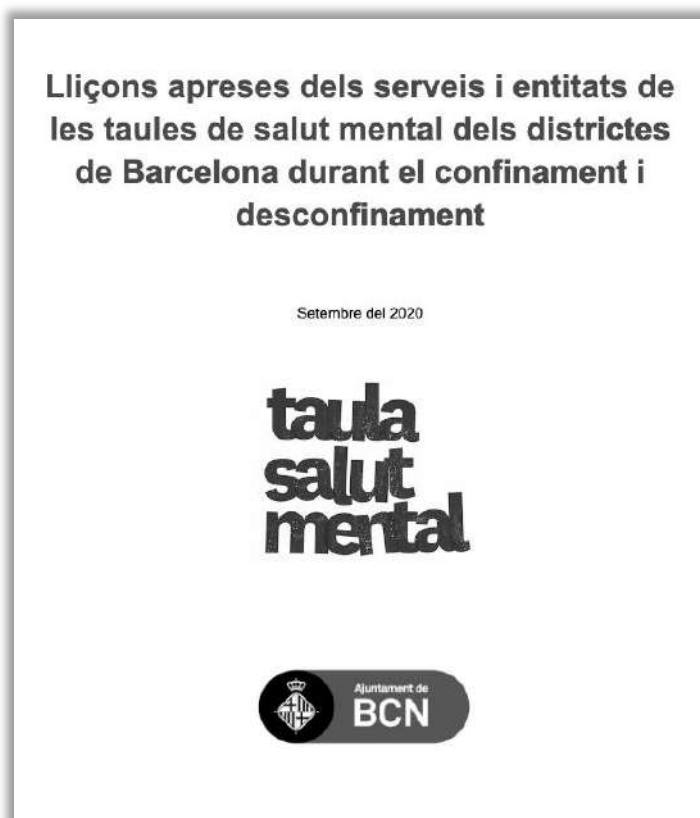 Lliçons apreses dels serveis i entitats de
les taules de salut mental dels districtes
de Barcelona durant el confinament i
desconfinament
Setembre del 2020
taula
salut
mental
Ajuntament de
BCN